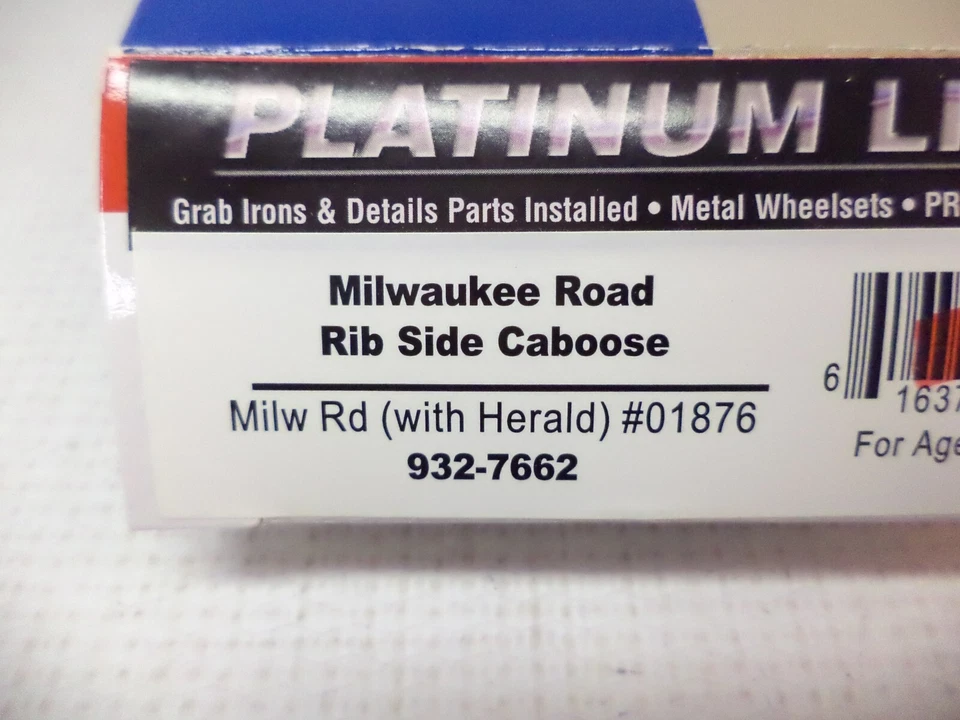 PLATINUM
Grab Irons & Details Parts Installed • Metal Wheelsets •
Milwaukee Road
Rib Side Caboose
Milw Rd (with Herald) #01876
932-7662
6
For